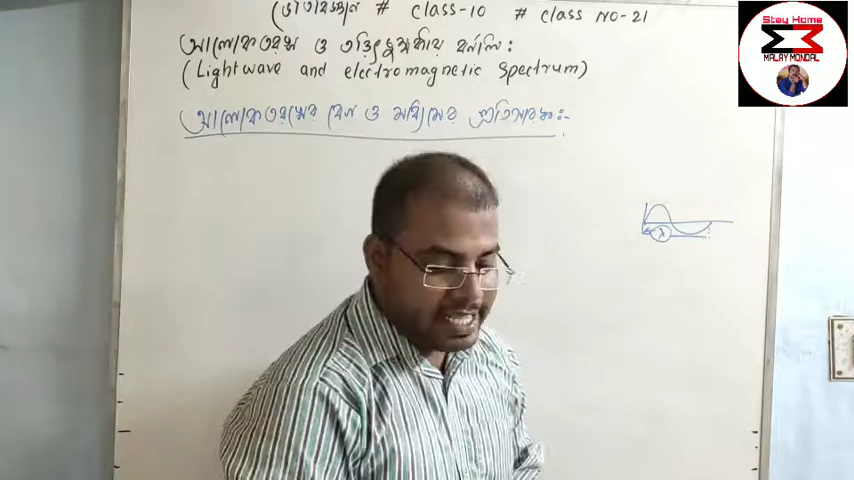 (ভৌতবিজ্ঞান # Class-10 # Class NO-21
আলোকতরঙ্গ ও তড়িৎচুম্বকীয় বর্ণালি:
(Lightwave and electromagnetic Spectrum)
আলোকতরঙ্গের বেগ ও মাধ্যমের প্রতিসরাঙ্ক:-
λ
Stay Home
MALAY MONDAL